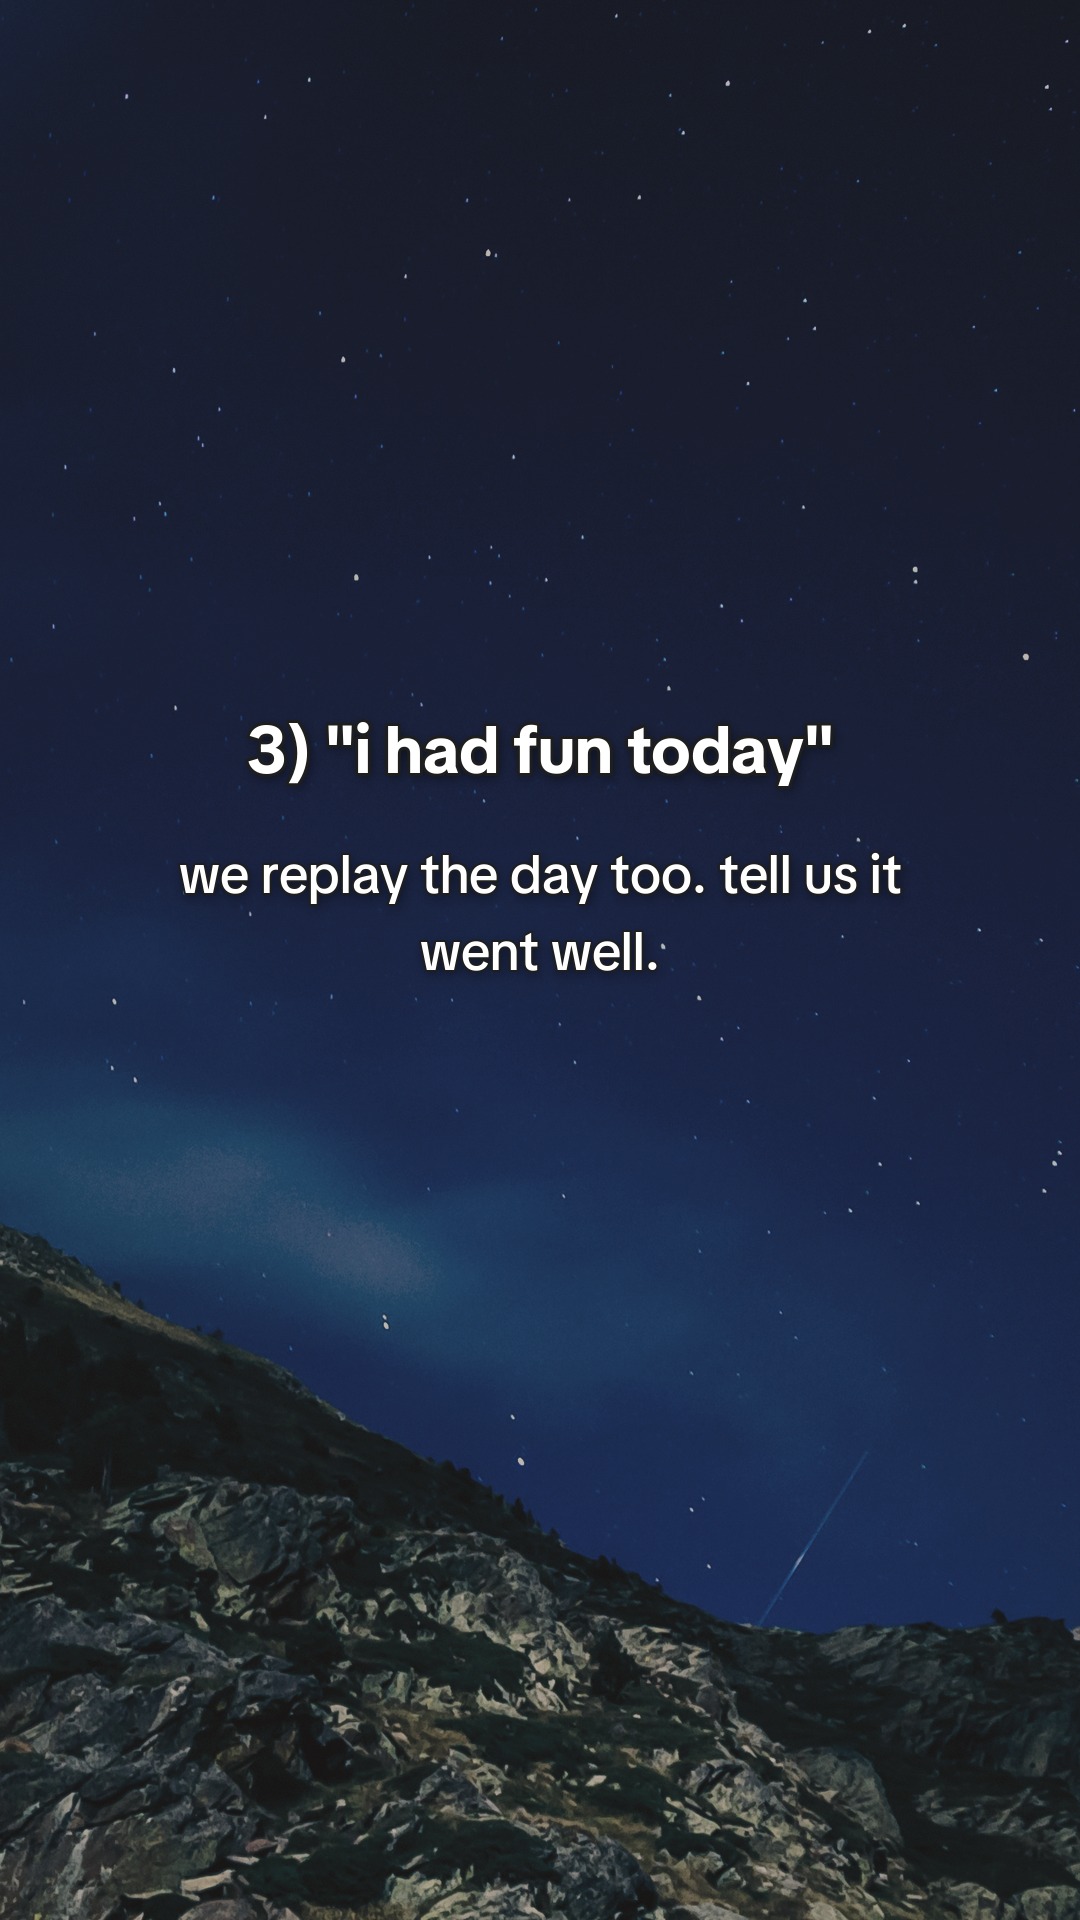 3) "i had fun today"
we replay the day too. tell us it
went well.